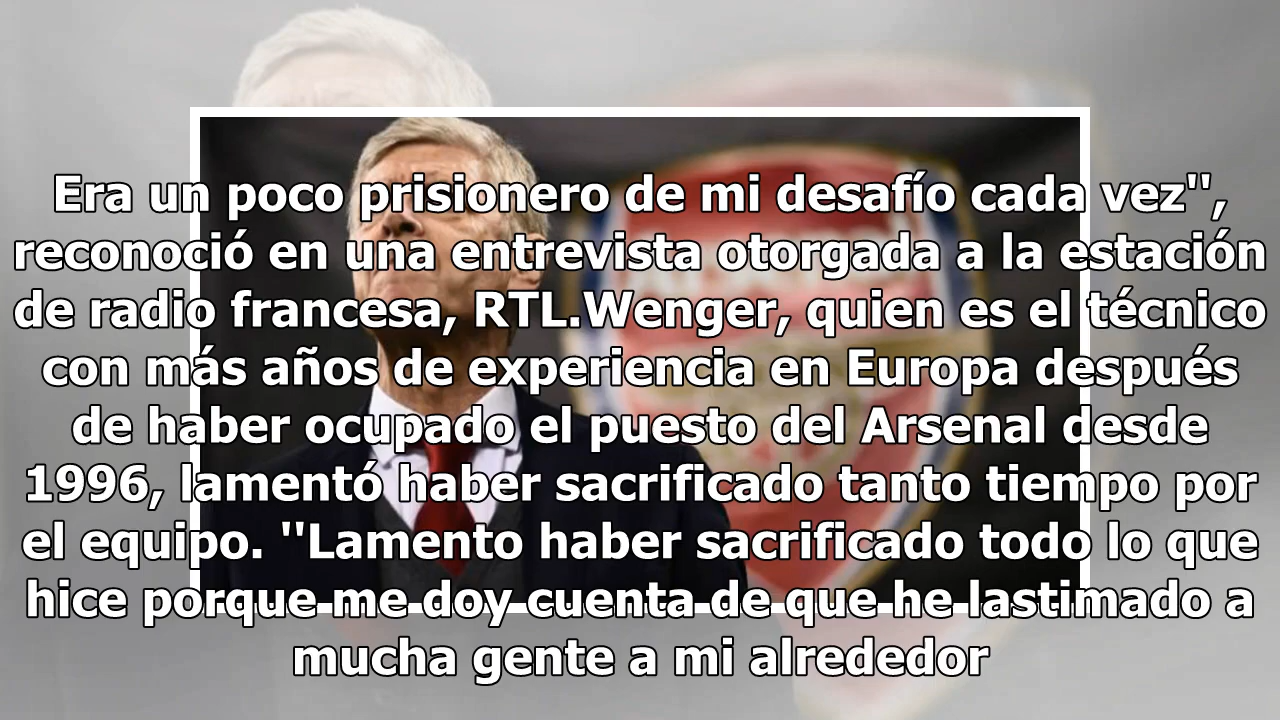 Era un poco prisionero de mi desafío cada vez'',
reconoció en una entrevista otorgada a la estación
de radio francesa, RTL.Wenger, quien es el técnico
con más años de experiencia en Europa después
de haber ocupado el puesto del Arsenal desde
1996, lamentó haber sacrificado tanto tiempo por
el equipo. ''Lamento haber sacrificado todo lo que
hice porque me doy cuenta de que he lastimado a
mucha gente a mi alrededor